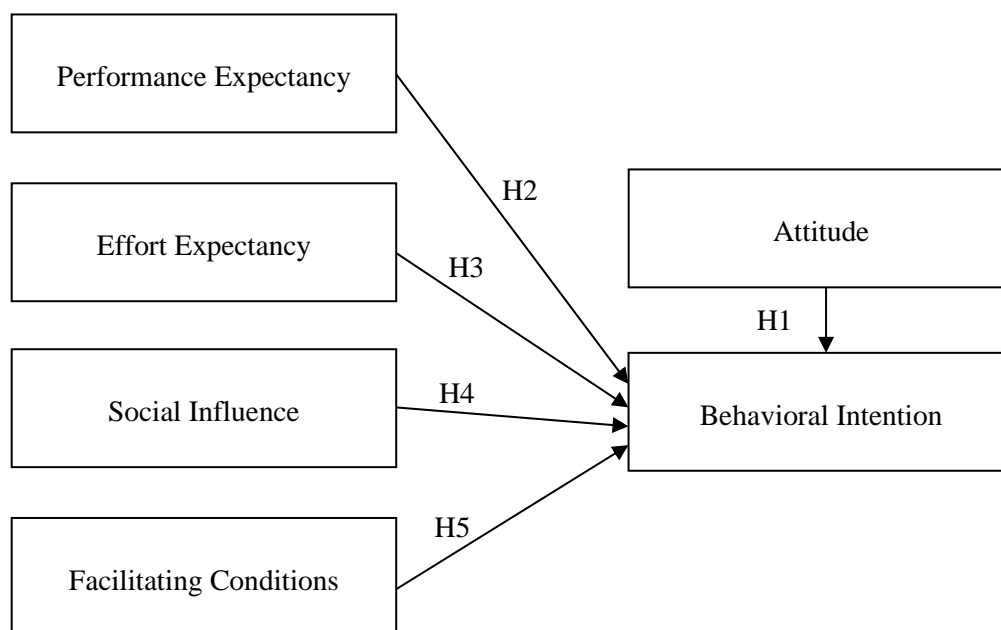 Performance Expectancy
H2
Effort Expectancy
Attitude
H3
H1
H4
Social Influence
Behavioral Intention
H5
Facilitating Conditions